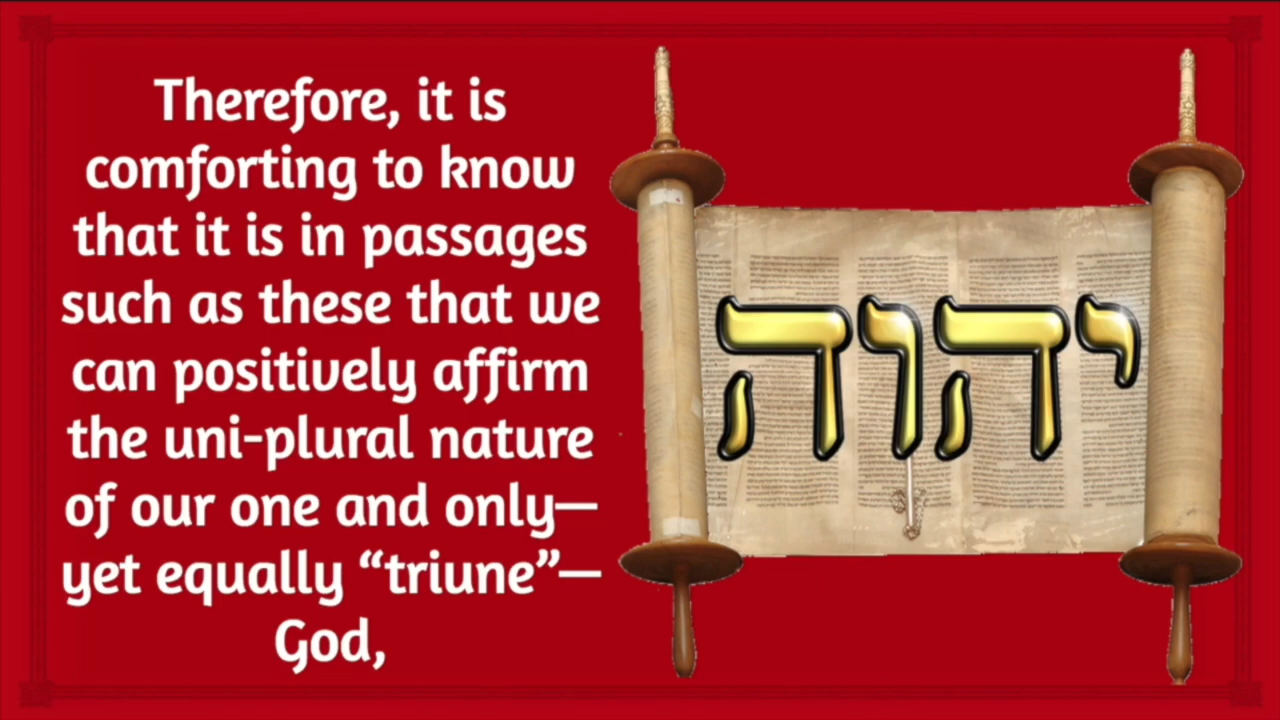 Therefore, it is
comforting to know
that it is in passages
such as these that we
can positively affirm
the uni-plural nature
of our one and only—
yet equally “triune”—
God,
יהוה